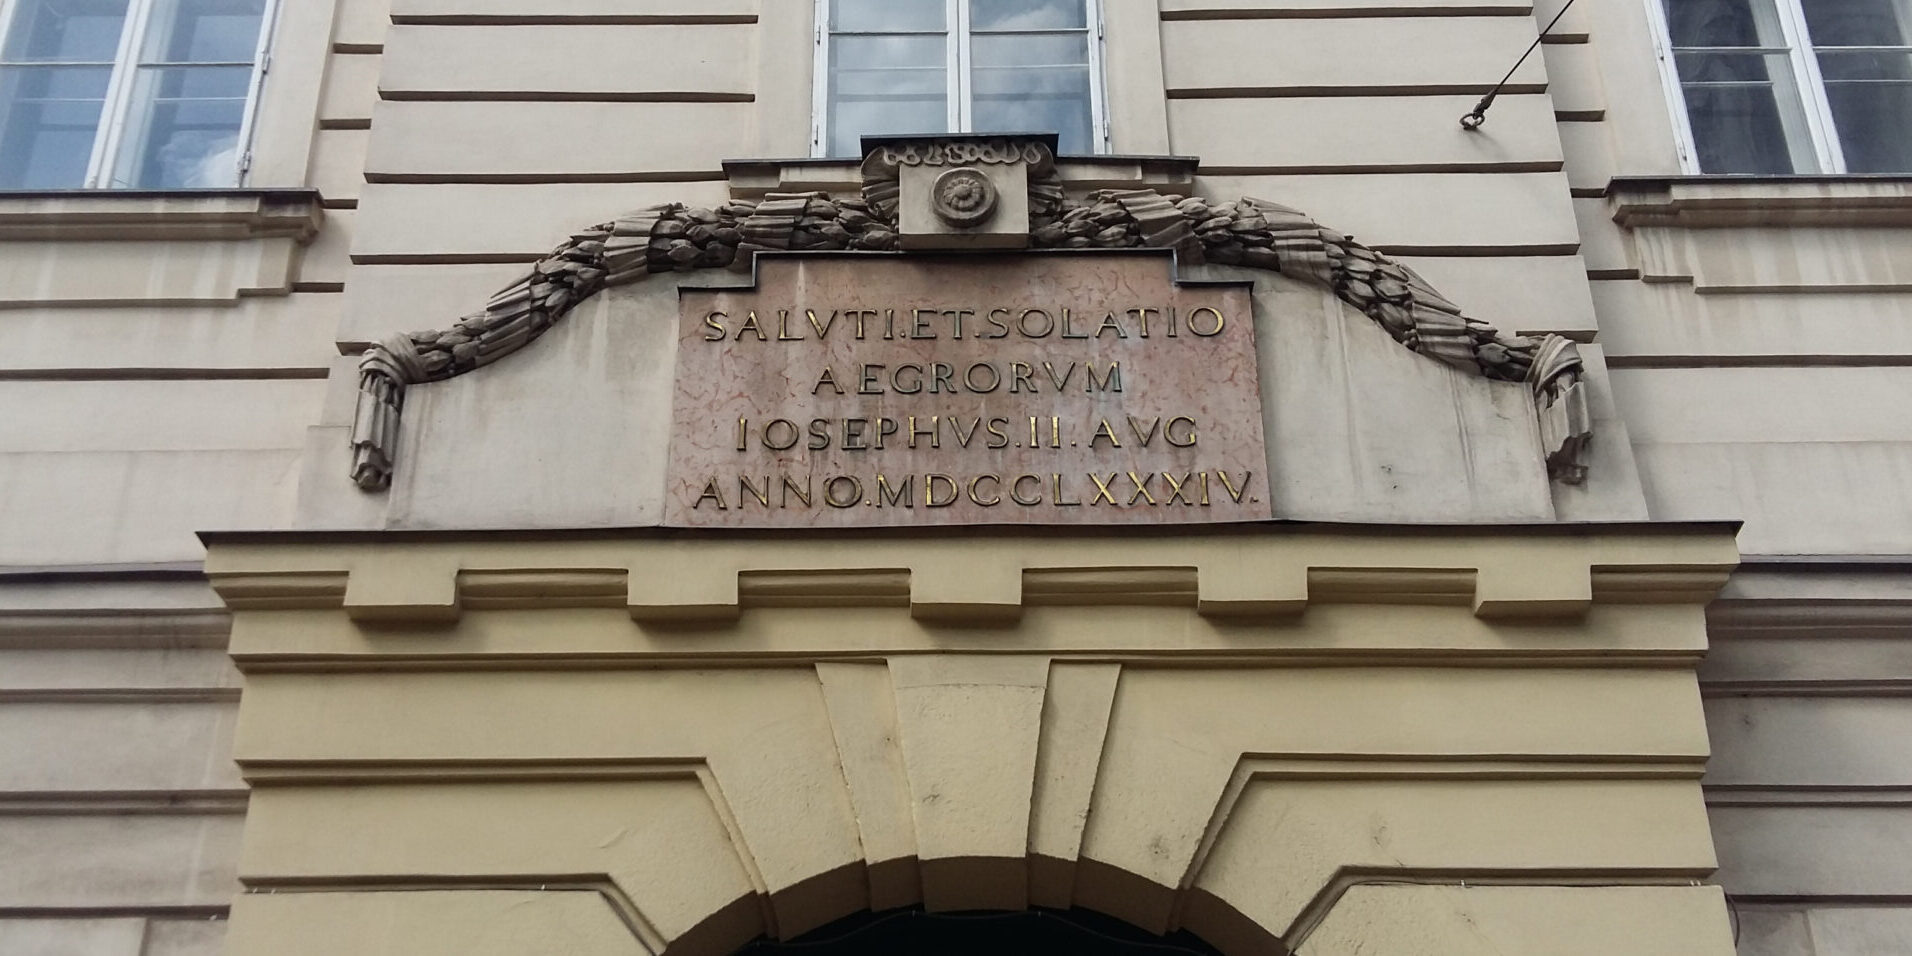 SALVTI.ET.SOLATIO
AEGRORVM
IOSEPHVS.II.AVG
ANNO.MDCCLXXXIV.